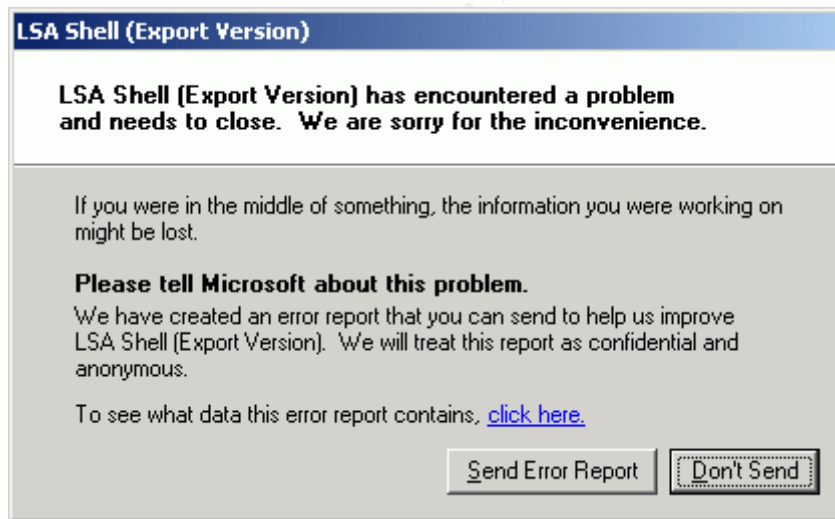 LSA Shell (Export Version)
LSA Shell (Export Version) has encountered a problem
and needs to close.  We are sorry for the inconvenience.
If you were in the middle of something, the information you were working on
might be lost.
Please tell Microsoft about this problem.
We have created an error report that you can send to help us improve
LSA Shell (Export Version).  We will treat this report as confidential and
anonymous.
To see what data this error report contains, click here.
Send Error Report
Don't Send